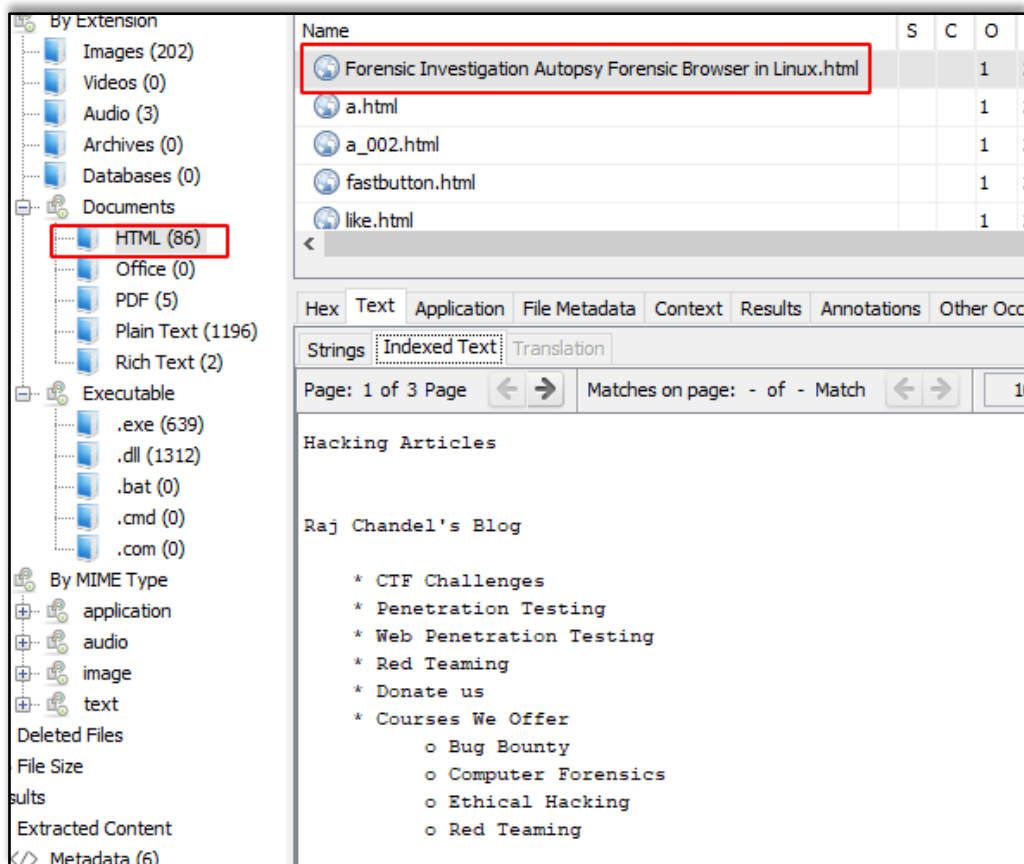 By Extension
Images (202)
Videos (0)
Audio (3)
Archives (0)
Databases (0)
Documents
HTML (86)
Office (0)
PDF (5)
Plain Text (1196)
Rich Text (2)
Executable
.exe (639)
.dll (1312)
.bat (0)
.cmd (0)
.com (0)
By MIME Type
application
audio
image
text
Deleted Files
File Size
sults
Extracted Content
Metadata (6)
Name S C O
Forensic Investigation Autopsy Forensic Browser in Linux.html 1
a.html 1
a_002.html 1
fastbutton.html 1
like.html 1
Hex Text Application File Metadata Context Results Annotations Other Occ
Strings Indexed Text Translation
Page: 1 of 3 Page Matches on page: - of - Match 10
Hacking Articles
Raj Chandel's Blog
* CTF Challenges
* Penetration Testing
* Web Penetration Testing
* Red Teaming
* Donate us
* Courses We Offer
o Bug Bounty
o Computer Forensics
o Ethical Hacking
o Red Teaming